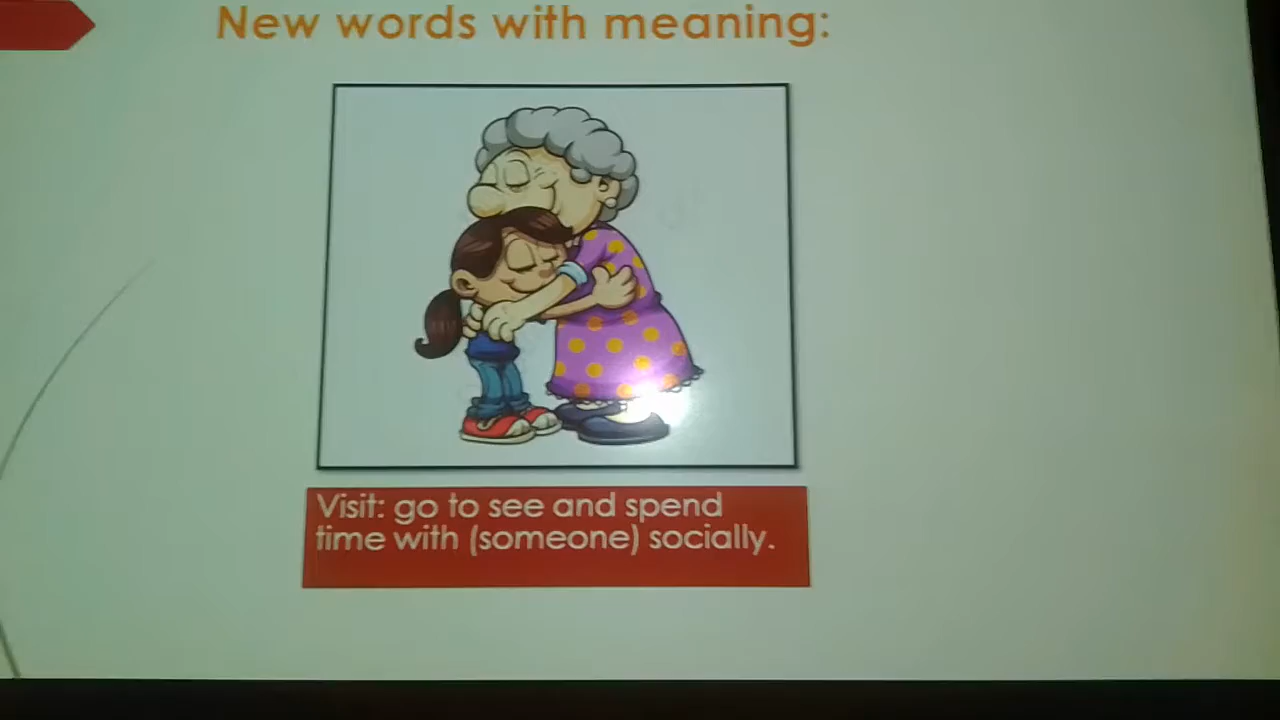 New words with meaning:
Visit: go to see and spend
time with (someone) socially.